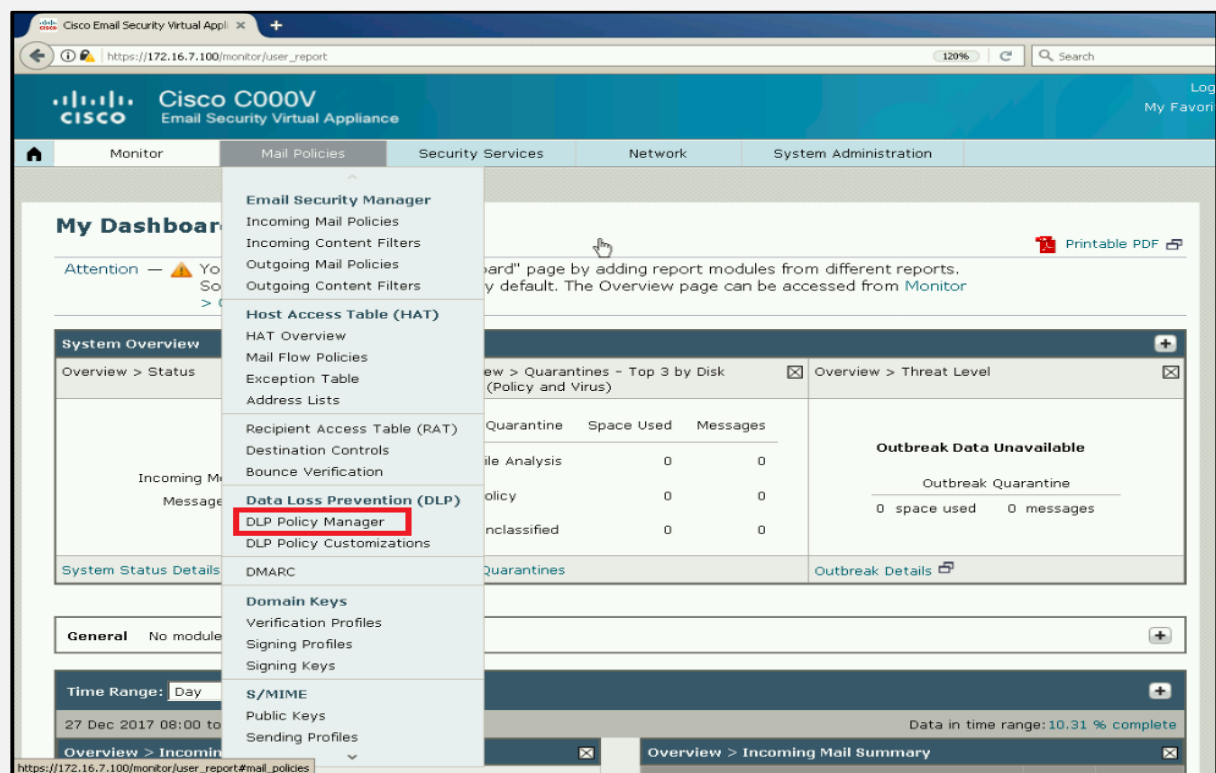 Cisco Email Security Virtual Appli
https://172.16.7.100/monitor/user_report
120%
Search
CISCO
Cisco C000V
Email Security Virtual Appliance
Log
My Favori
Monitor
Mail Policies
Security Services
Network
System Administration
Email Security Manager
Incoming Mail Policies
Incoming Content Filters
Outgoing Mail Policies
Outgoing Content Filters
Host Access Table (HAT)
HAT Overview
Mail Flow Policies
Exception Table
Address Lists
Recipient Access Table (RAT)
Destination Controls
Bounce Verification
Data Loss Prevention (DLP)
DLP Policy Manager
DLP Policy Customizations
DMARC
Domain Keys
Verification Profiles
Signing Profiles
Signing Keys
S/MIME
Public Keys
Sending Profiles
My Dashboar
Printable PDF
Attention — Yo
oard" page by adding report modules from different reports.
So
y default. The Overview page can be accessed from Monitor
>
System Overview
Overview > Status
ew > Quarantines - Top 3 by Disk
(Policy and Virus)
Overview > Threat Level
Quarantine Space Used Messages
ile Analysis 0 0
olicy 0 0
nclassified 0 0
Incoming M
Message
Outbreak Data Unavailable
Outbreak Quarantine
0 space used 0 messages
System Status Details
Quarantines
Outbreak Details
General No module
Time Range: Day
27 Dec 2017 08:00 to
Data in time range: 10.31 % complete
Overview > Incomin
Overview > Incoming Mail Summary
https://172.16.7.100/monitor/user_report#mail_policies